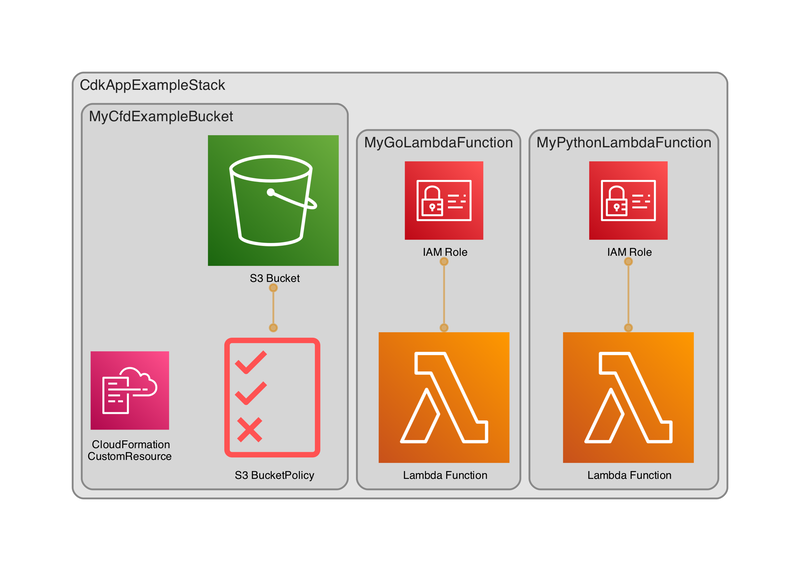 CdkAppExampleStack
MyCfdExampleBucket
S3 Bucket
CloudFormation
CustomResource
S3 BucketPolicy
MyGoLambdaFunction
IAM Role
Lambda Function
MyPythonLambdaFunction
IAM Role
Lambda Function